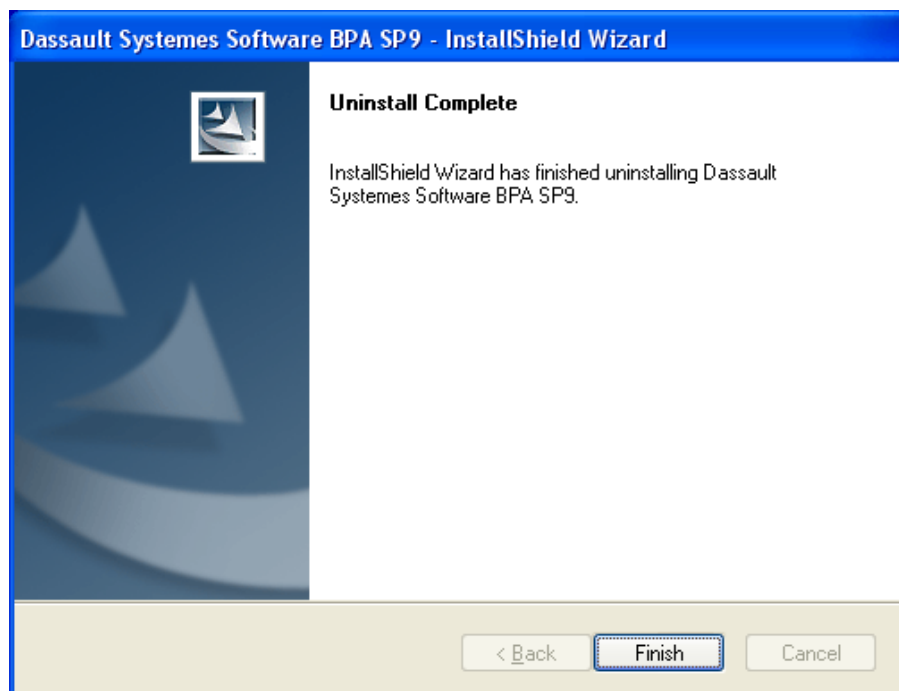 Dassault Systemes Software BPA SP9 - InstallShield Wizard
Uninstall Complete
InstallShield Wizard has finished uninstalling Dassault
Systemes Software BPA SP9.
< Back Finish Cancel